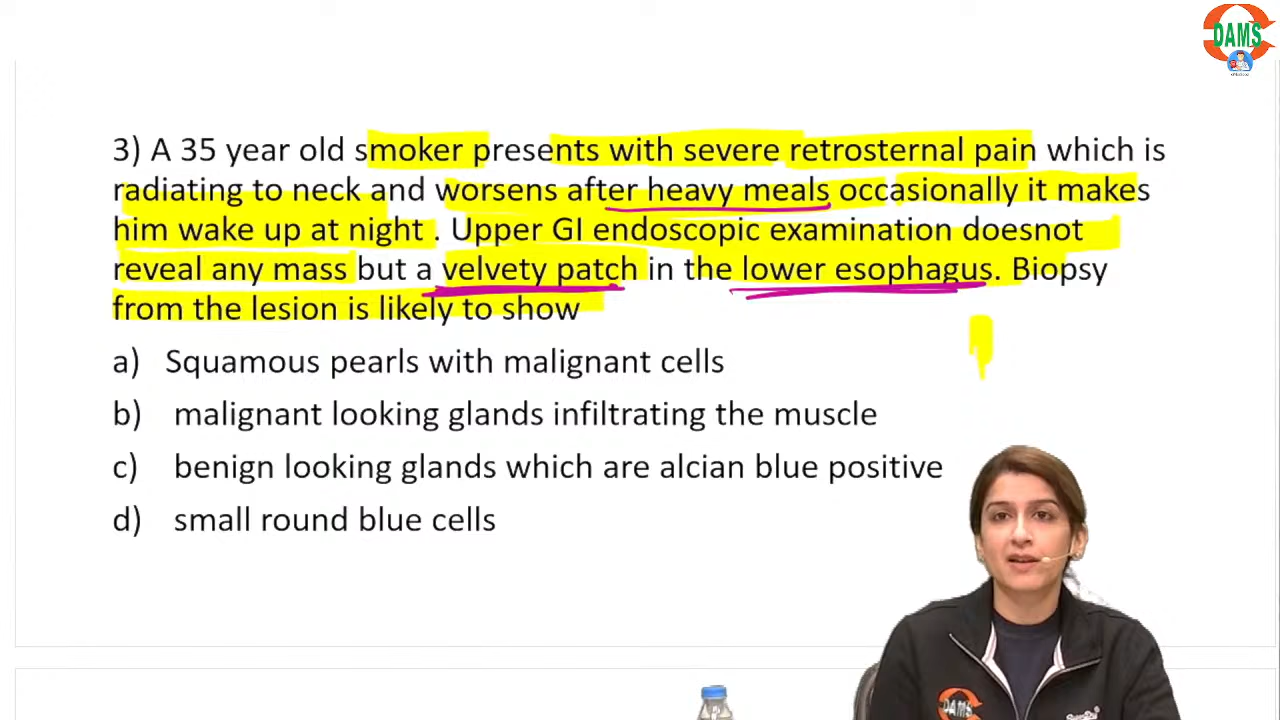 DAMS
3) A 35 year old smoker presents with severe retrosternal pain which is
radiating to neck and worsens after heavy meals occasionally it makes
him wake up at night . Upper GI endoscopic examination doesnot
reveal any mass but a velvety patch in the lower esophagus. Biopsy
from the lesion is likely to show
a) Squamous pearls with malignant cells
b) malignant looking glands infiltrating the muscle
c) benign looking glands which are alcian blue positive
d) small round blue cells
DAMS